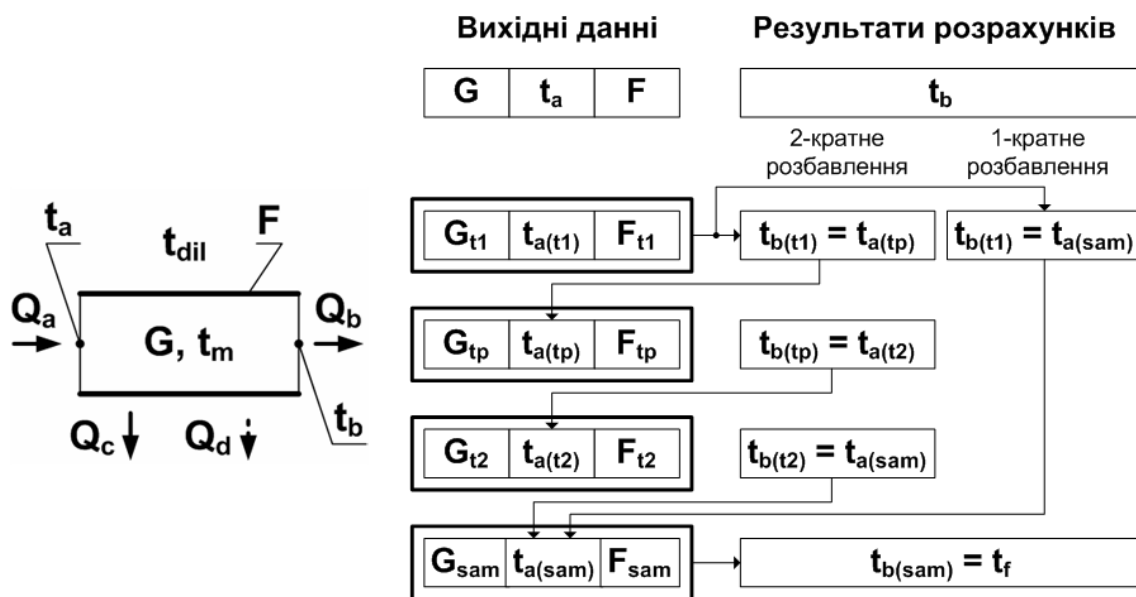 Вихідні данні
Результати розрахунків
G t_a F
t_b
2-кратне
розбавлення
1-кратне
розбавлення
t_a
t_dil
F
Q_a
Q_b
G, t_m
Q_c
Q_d
t_b
G_t1 t_a(t1) F_t1
t_b(t1) = t_a(tp)
t_b(t1) = t_a(sam)
G_tp t_a(tp) F_tp
t_b(tp) = t_a(t2)
G_t2 t_a(t2) F_t2
t_b(t2) = t_a(sam)
G_sam t_a(sam) F_sam
t_b(sam) = t_f